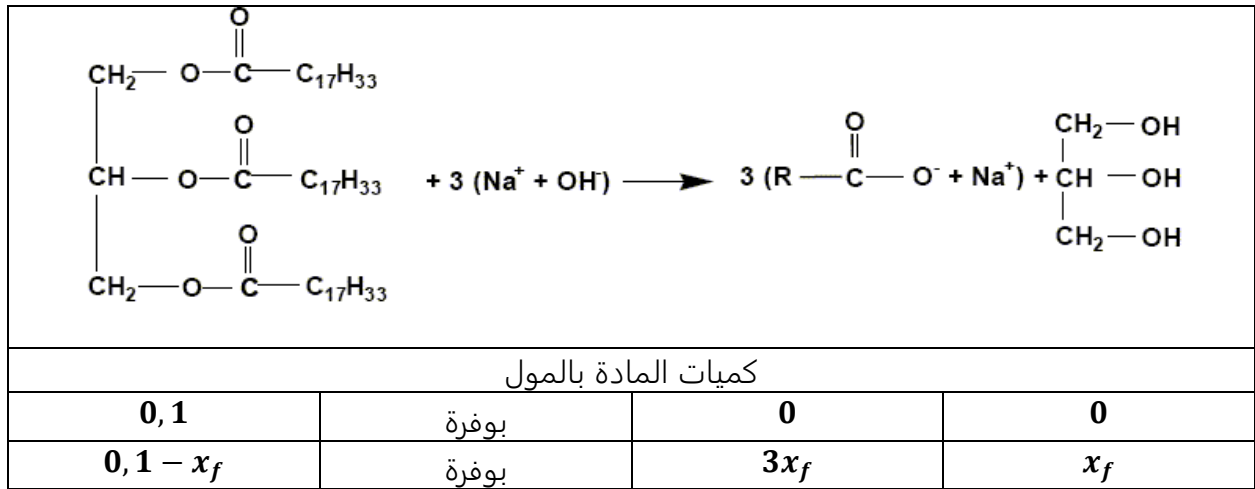 O
CH₂— O—C—C₁₇H₃₃
O
CH—O—C—C₁₇H₃₃ + 3 (Na⁺ + OH⁻) → 3 (R—C—O⁻ + Na⁺) + CH—OH
O
CH₂—O—C—C₁₇H₃₃
O
CH₂—OH
CH₂—OH
كميات المادة بالمول
0,1 بوفرة 0 0
0,1 − x_f بوفرة 3x_f x_f